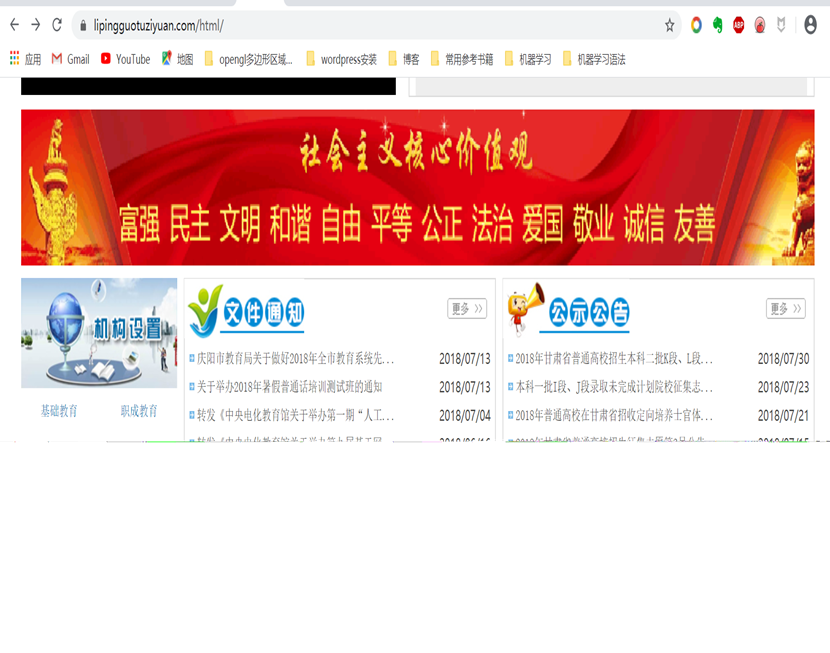 lipingguotuziyuan.com/html/
应用 Gmail YouTube 地图 opengl多边形区域... wordpress安装 博客 常用参考书籍 机器学习 机器学习语法
社会主义核心价值观
富强 民主 文明 和谐 自由 平等 公正 法治 爱国 敬业 诚信 友善
机构设置
基础教育 职成教育
文件通知 更多 >>
庆阳市教育局关于做好2018年全市教育系统先... 2018/07/13
关于举办2018年暑假普通话培训测试班的通知 2018/07/13
转发《中央电化教育馆关于举办第一期“人工... 2018/07/04
公示公告 更多 >>
2018年甘肃省普通高校招生本科二批K段、L段... 2018/07/30
本科一批I段、J段录取未完成计划院校征集志... 2018/07/23
2018年普通高校在甘肃省招收定向培养士官体... 2018/07/21